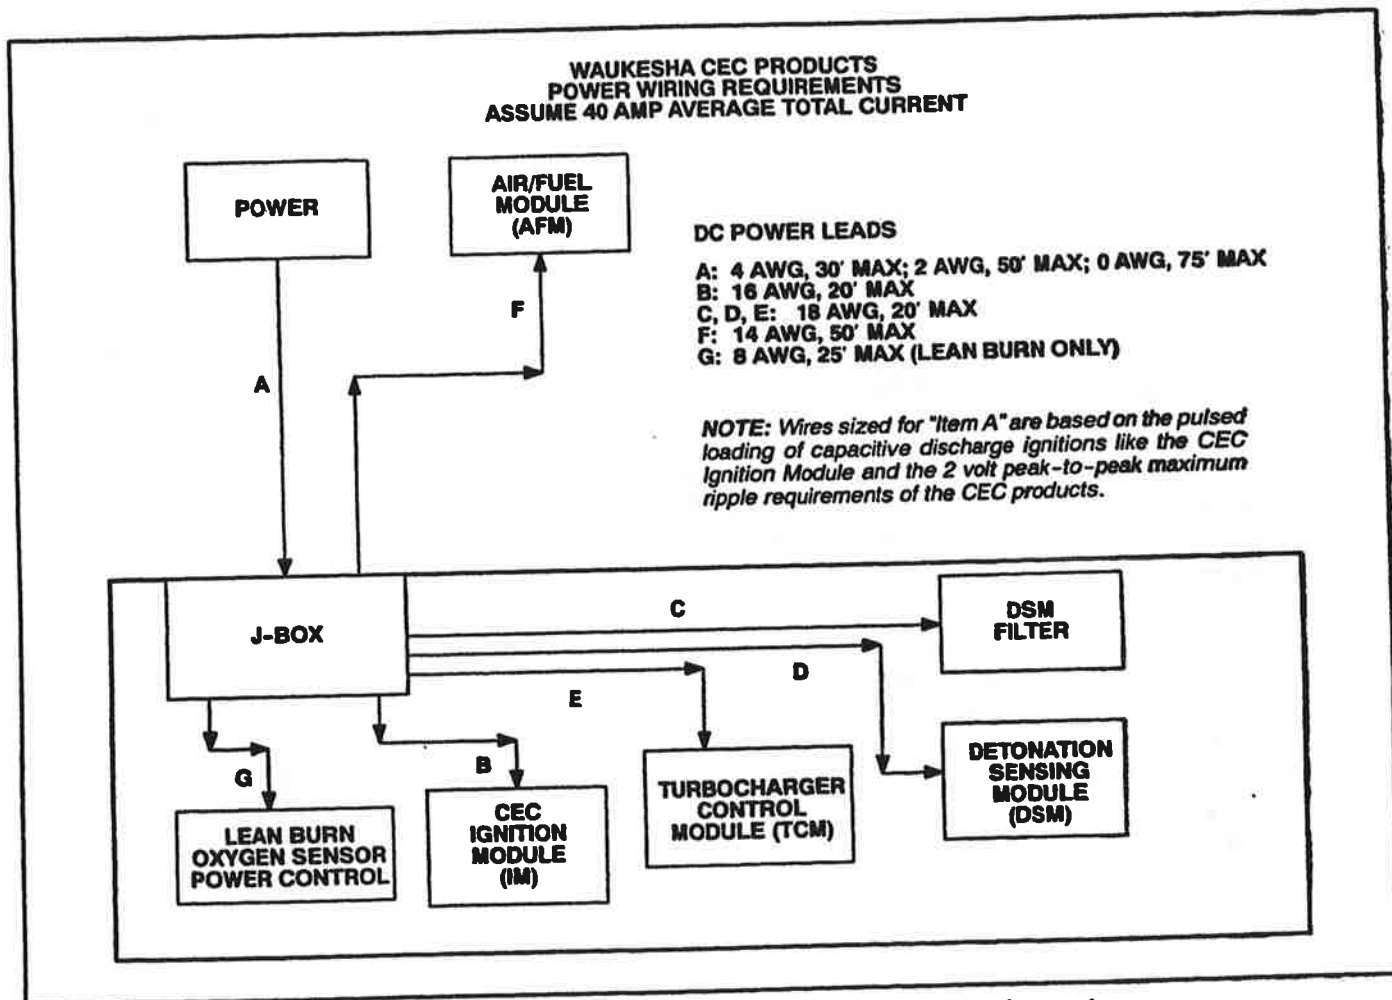 WAUKESHA CEC PRODUCTS
POWER WIRING REQUIREMENTS
ASSUME 40 AMP AVERAGE TOTAL CURRENT
POWER
AIR/FUEL
MODULE
(AFM)
DC POWER LEADS
A: 4 AWG, 30' MAX; 2 AWG, 50' MAX; 0 AWG, 75' MAX
B: 16 AWG, 20' MAX
C, D, E: 18 AWG, 20' MAX
F: 14 AWG, 50' MAX
G: 8 AWG, 25' MAX (LEAN BURN ONLY)
F
A
NOTE: Wires sized for "Item A" are based on the pulsed
loading of capacitive discharge ignitions like the CEC
Ignition Module and the 2 volt peak-to-peak maximum
ripple requirements of the CEC products.
J-BOX
C
DSM
FILTER
D
E
G
B
LEAN BURN
OXYGEN SENSOR
POWER CONTROL
CEC
IGNITION
MODULE
(IM)
TURBOCHARGER
CONTROL
MODULE (TCM)
DETONATION
SENSING
MODULE
(DSM)